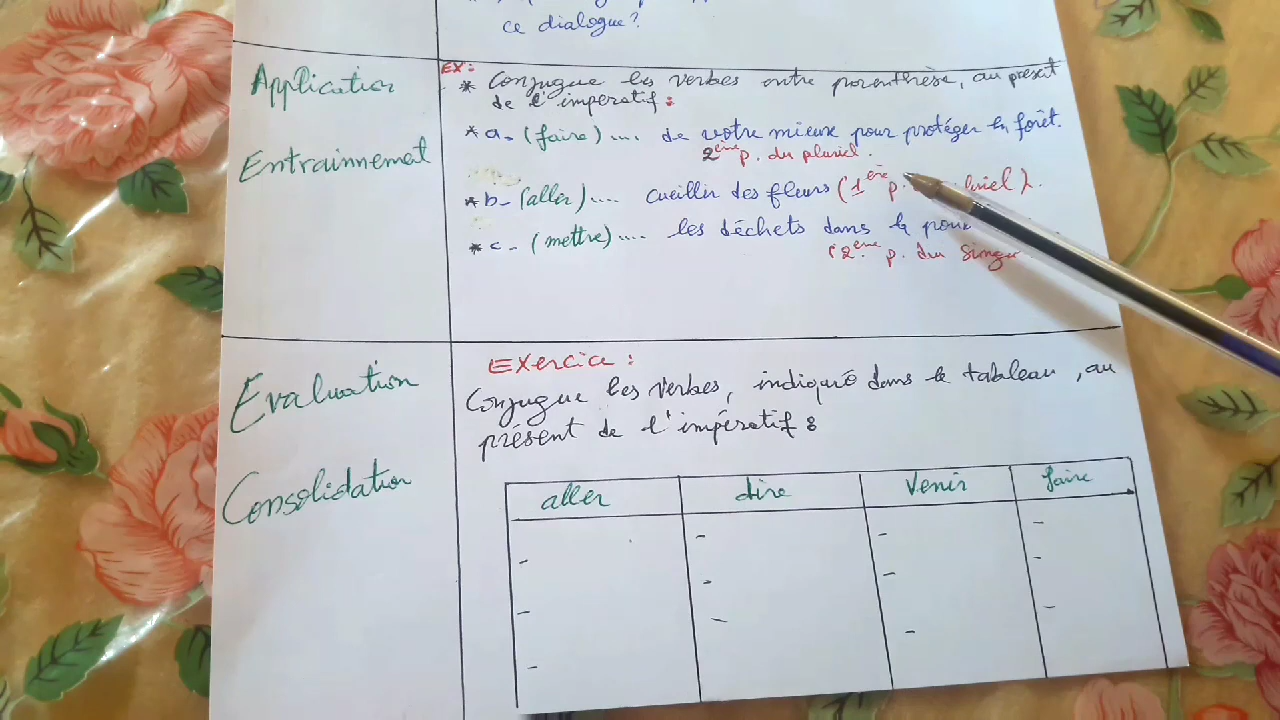 ce dialogue?
Application
Entrainnement
EX:
* Conjugue les verbes entre parenthèse, au présent
de l'impératif:
* a- (faire).... de votre mieux pour protéger la forêt.
2ème p. du pluriel.
* b- (aller).... cueillir des fleurs (1ère p.
* c- (mettre).... les déchets dans la
(2ème p. du
Evaluation
Consolidation
Exercice:
Conjugue les verbes, indiqué dans le tableau, au
présent de l'impératif:
aller dire Venir faire
- - - -
- - - -
- - - -